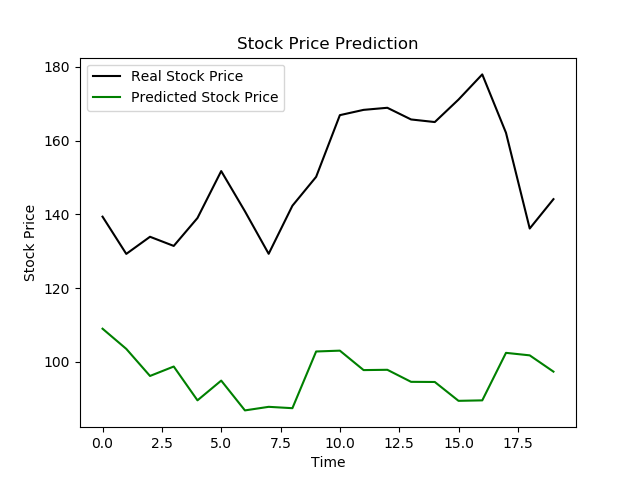 Stock Price Prediction
Real Stock Price
Predicted Stock Price
180
160
140
120
100
Stock Price
0.0 2.5 5.0 7.5 10.0 12.5 15.0 17.5
Time